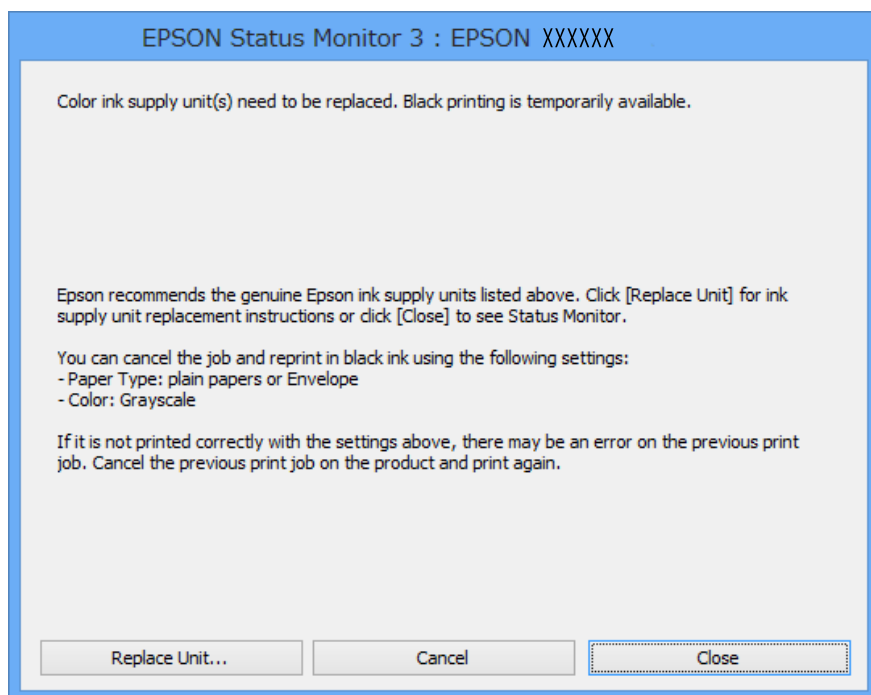 EPSON Status Monitor 3 : EPSON XXXXXX
Color ink supply unit(s) need to be replaced. Black printing is temporarily available.
Epson recommends the genuine Epson ink supply units listed above. Click [Replace Unit] for ink
supply unit replacement instructions or click [Close] to see Status Monitor.
You can cancel the job and reprint in black ink using the following settings:
- Paper Type: plain papers or Envelope
- Color: Grayscale
If it is not printed correctly with the settings above, there may be an error on the previous print
job. Cancel the previous print job on the product and print again.
Replace Unit... Cancel Close